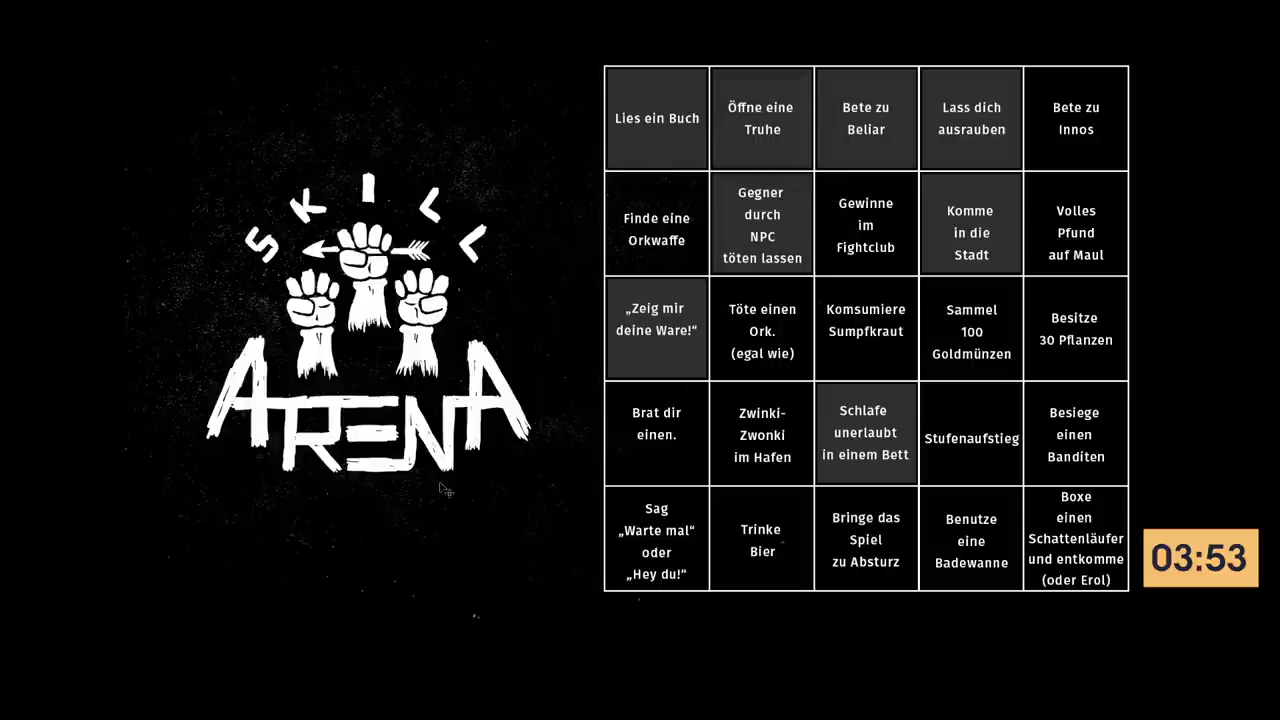 SKILL
ARENA
Lies ein Buch
Öffne eine
Truhe
Bete zu
Beliar
Lass dich
ausrauben
Bete zu
Innos
Finde eine
Orkwaffe
Gegner
durch
NPC
töten lassen
Gewinne
im
Fightclub
Komme
in die
Stadt
Volles
Pfund
auf Maul
„Zeig mir
deine Ware!“
Töte einen
Ork.
(egal wie)
Komsumiere
Sumpfkraut
Sammel
100
Goldmünzen
Besitze
30 Pflanzen
Brat dir
einen.
Zwinki-
Zwonki
im Hafen
Schlafe
unerlaubt
in einem Bett
Stufenaufstieg
Besiege
einen
Banditen
Sag
„Warte mal“
oder
„Hey du!“
Trinke
Bier
Bringe das
Spiel
zu Absturz
Benutze
eine
Badewanne
Boxe
einen
Schattenläufer
und entkomme
(oder Erol)
03:53